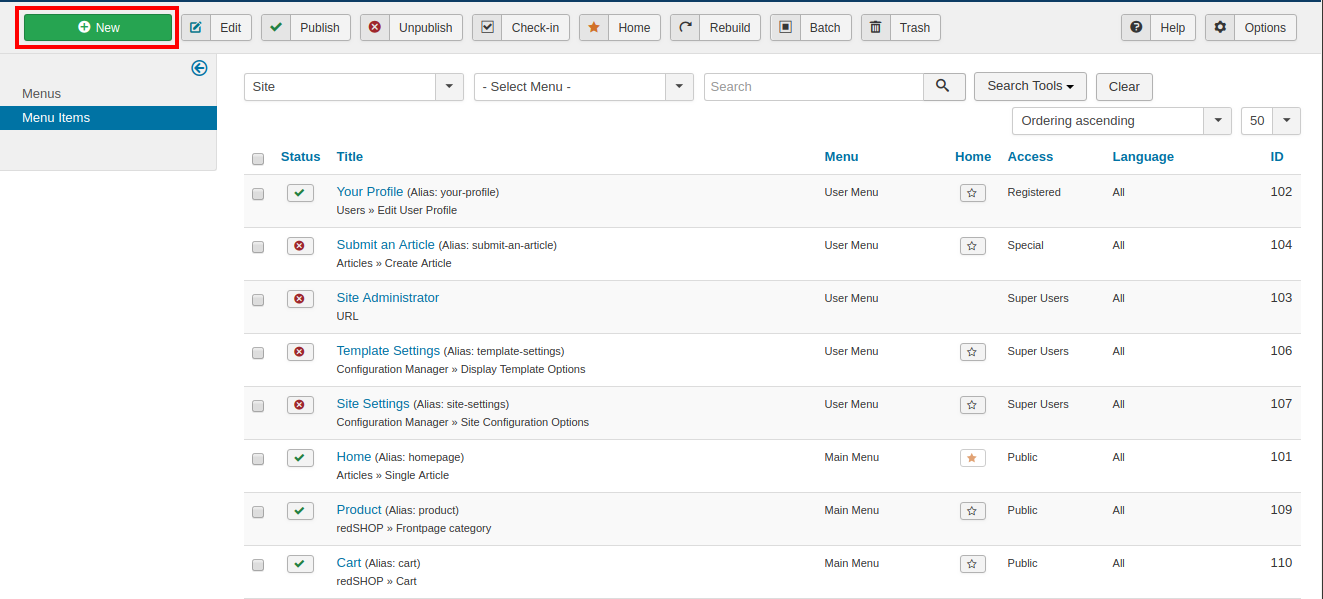 New Edit Publish Unpublish Check-in Home Rebuild Batch Trash Help Options
Menus
Menu Items
Site - Select Menu - Search Search Tools Clear
Ordering ascending 50
Status Title Menu Home Access Language ID
Your Profile (Alias: your-profile) User Menu Registered All 102
Users » Edit User Profile
Submit an Article (Alias: submit-an-article) User Menu Special All 104
Articles » Create Article
Site Administrator User Menu Super Users All 103
URL
Template Settings (Alias: template-settings) User Menu Super Users All 106
Configuration Manager » Display Template Options
Site Settings (Alias: site-settings) User Menu Super Users All 107
Configuration Manager » Site Configuration Options
Home (Alias: homepage) Main Menu Public All 101
Articles » Single Article
Product (Alias: product) Main Menu Public All 109
redSHOP » Frontpage category
Cart (Alias: cart) Main Menu Public All 110
redSHOP » Cart